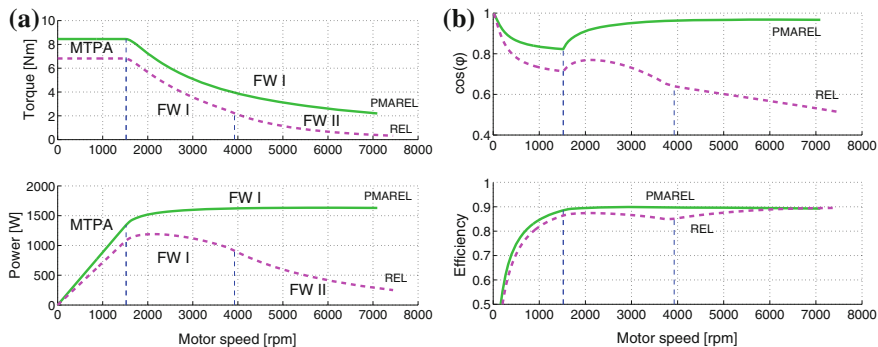 (a)
10
8
6
4
2
0
Torque [Nm]
MTPA
FW I
FW I
FW II
PMAREL
REL
0 1000 2000 3000 4000 5000 6000 7000 8000
2000
1500
1000
500
0
Power [W]
MTPA
FW I
FW I
FW II
PMAREL
REL
0 1000 2000 3000 4000 5000 6000 7000 8000
Motor speed [rpm]
(b)
1
0.8
0.6
0.4
cos(φ)
PMAREL
REL
0 1000 2000 3000 4000 5000 6000 7000 8000
1
0.9
0.8
0.7
0.6
0.5
Efficiency
PMAREL
REL
0 1000 2000 3000 4000 5000 6000 7000 8000
Motor speed [rpm]